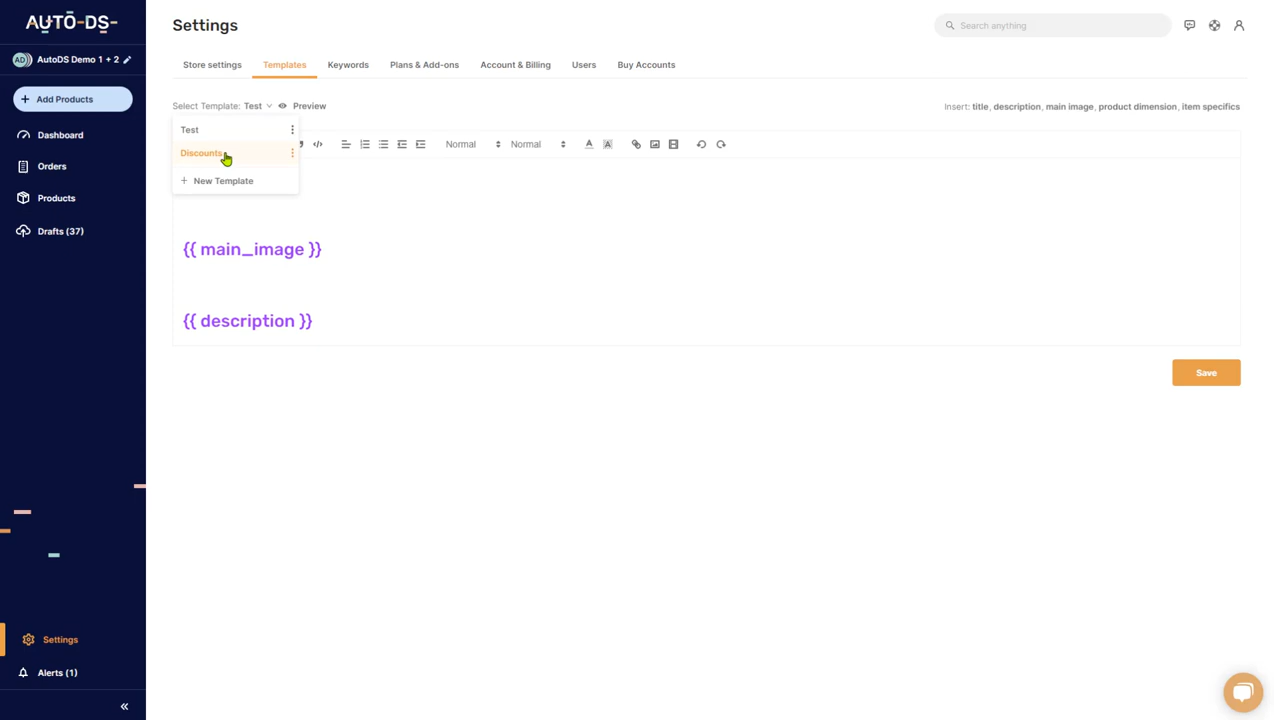 AUTO-DS-
Settings
Search anything
AD AutoDS Demo 1 + 2
Store settings Templates Keywords Plans & Add-ons Account & Billing Users Buy Accounts
+ Add Products
Select Template: Test Preview
Insert: title, description, main image, product dimension, item specifics
Dashboard
Test
Normal Normal
Discounts
Orders
+ New Template
Products
Drafts (37)
{{ main_image }}
{{ description }}
Save
Settings
Alerts (1)